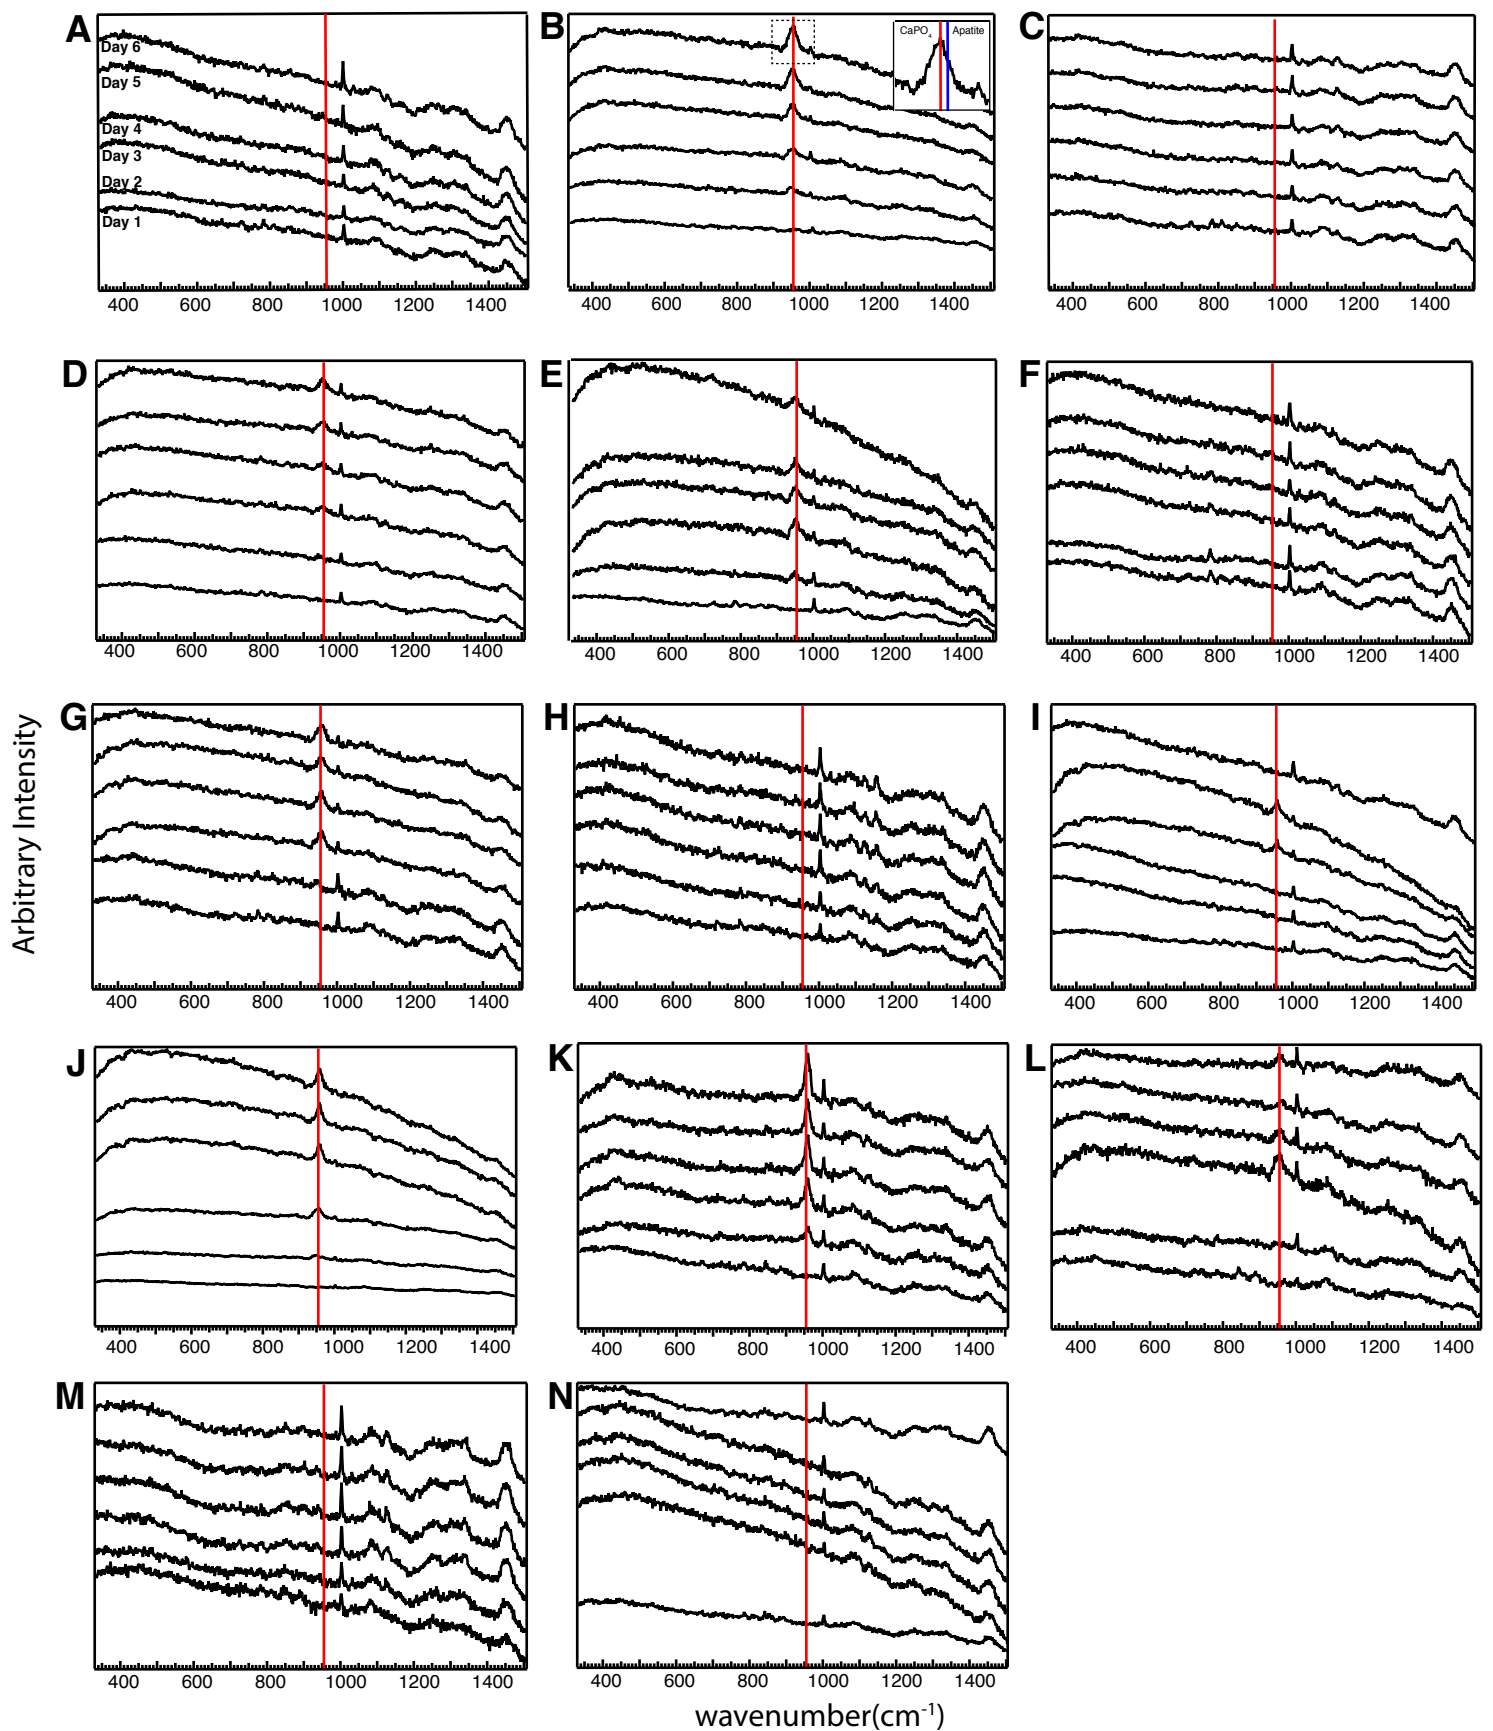 A
Day 6
Day 5
Day 4
Day 3
Day 2
Day 1
400 600 800 1000 1200 1400
B
CaPO4 Apatite
400 600 800 1000 1200 1400
C
400 600 800 1000 1200 1400
D
400 600 800 1000 1200 1400
E
400 600 800 1000 1200 1400
F
400 600 800 1000 1200 1400
Arbitrary Intensity
G
400 600 800 1000 1200 1400
H
400 600 800 1000 1200 1400
I
400 600 800 1000 1200 1400
J
400 600 800 1000 1200 1400
K
400 600 800 1000 1200 1400
L
400 600 800 1000 1200 1400
M
400 600 800 1000 1200 1400
N
400 600 800 1000 1200 1400
wavenumber(cm⁻¹)